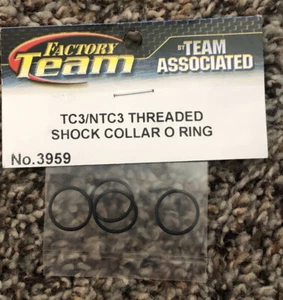 FACTORY
Team
BY TEAM
ASSOCIATED
TC3/NTC3 THREADED
SHOCK COLLAR O RING
No.3959